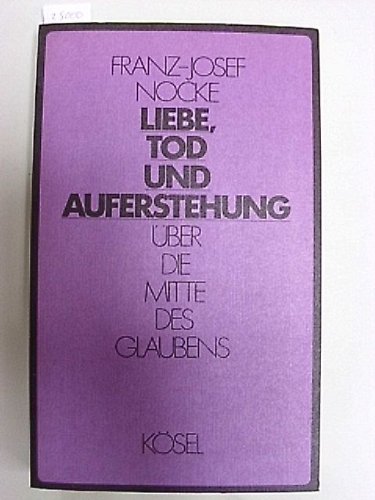 FRANZ-JOSEF
NOCKE
LIEBE,
TOD
UND
AUFERSTEHUNG
ÜBER
DIE
MITTE
DES
GLAUBENS
KÖSEL